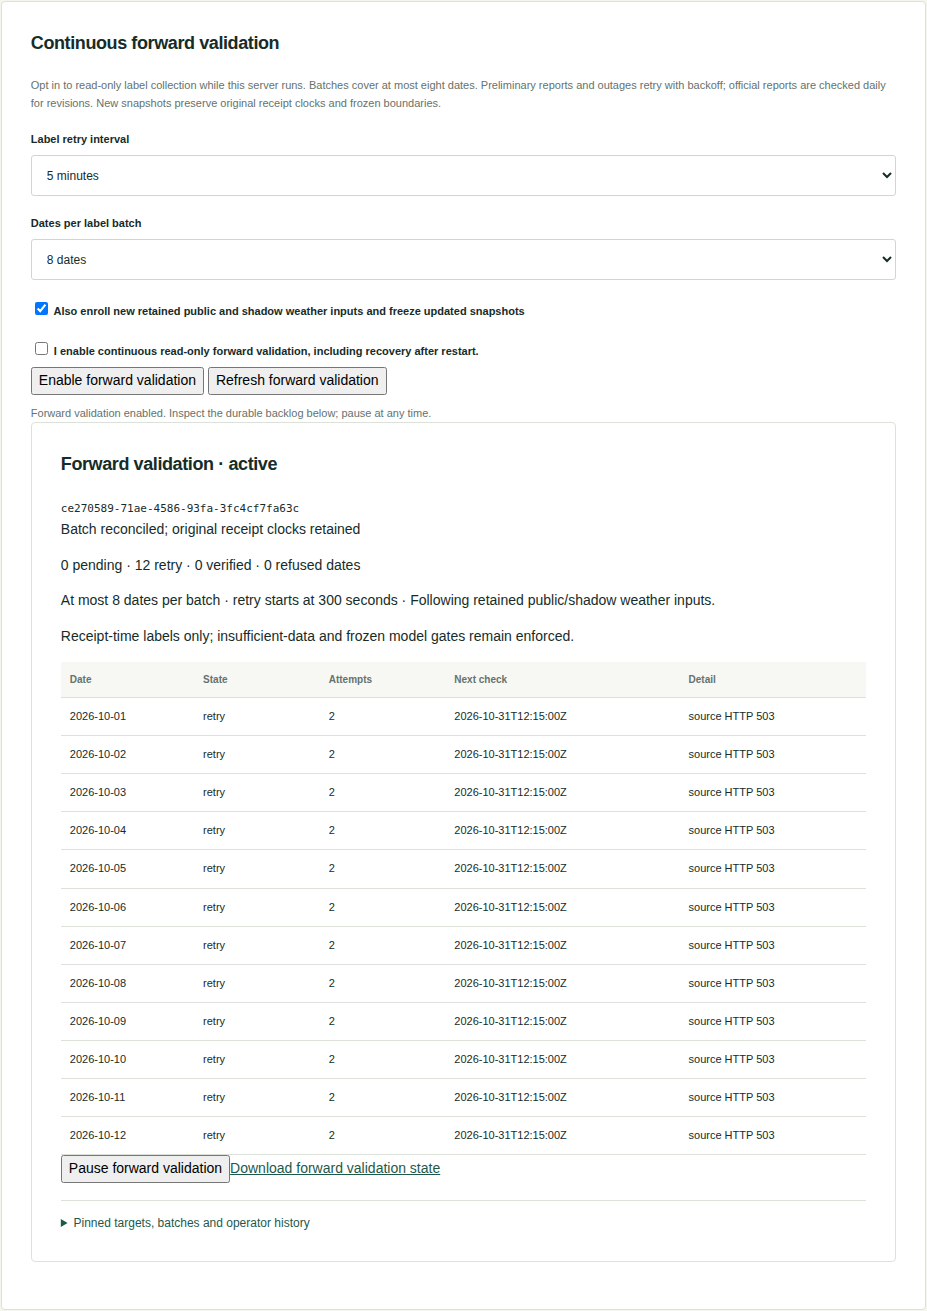 Continuous forward validation
Opt in to read-only label collection while this server runs. Batches cover at most eight dates. Preliminary reports and outages retry with backoff; official reports are checked daily
for revisions. New snapshots preserve original receipt clocks and frozen boundaries.
Label retry interval
5 minutes
Dates per label batch
8 dates
Also enroll new retained public and shadow weather inputs and freeze updated snapshots
I enable continuous read-only forward validation, including recovery after restart.
Enable forward validation Refresh forward validation
Forward validation enabled. Inspect the durable backlog below; pause at any time.
Forward validation · active
ce270589-71ae-4586-93fa-3fc4cf7fa63c
Batch reconciled; original receipt clocks retained
0 pending · 12 retry · 0 verified · 0 refused dates
At most 8 dates per batch · retry starts at 300 seconds · Following retained public/shadow weather inputs.
Receipt-time labels only; insufficient-data and frozen model gates remain enforced.
Date State Attempts Next check Detail
2026-10-01 retry 2 2026-10-31T12:15:00Z source HTTP 503
2026-10-02 retry 2 2026-10-31T12:15:00Z source HTTP 503
2026-10-03 retry 2 2026-10-31T12:15:00Z source HTTP 503
2026-10-04 retry 2 2026-10-31T12:15:00Z source HTTP 503
2026-10-05 retry 2 2026-10-31T12:15:00Z source HTTP 503
2026-10-06 retry 2 2026-10-31T12:15:00Z source HTTP 503
2026-10-07 retry 2 2026-10-31T12:15:00Z source HTTP 503
2026-10-08 retry 2 2026-10-31T12:15:00Z source HTTP 503
2026-10-09 retry 2 2026-10-31T12:15:00Z source HTTP 503
2026-10-10 retry 2 2026-10-31T12:15:00Z source HTTP 503
2026-10-11 retry 2 2026-10-31T12:15:00Z source HTTP 503
2026-10-12 retry 2 2026-10-31T12:15:00Z source HTTP 503
Pause forward validation Download forward validation state
Pinned targets, batches and operator history